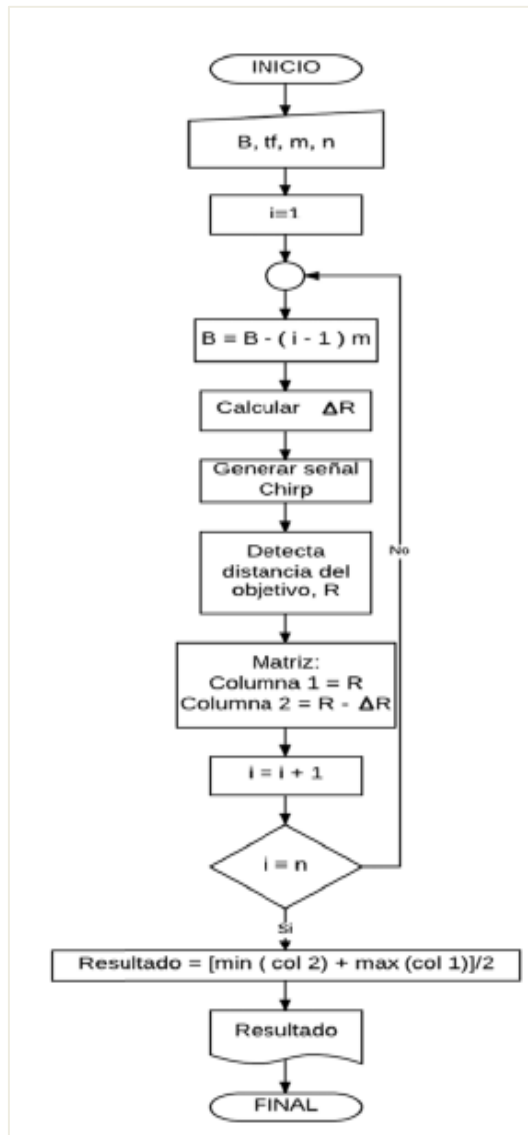 INICIO
B, tf, m, n
i=1
B = B - ( i - 1 ) m
Calcular ΔR
Generar señal
Chirp
Detecta
distancia del
objetivo, R
No
Matriz:
Columna 1 = R
Columna 2 = R - ΔR
i = i + 1
i = n
Si
Resultado = [min ( col 2) + max (col 1)]/2
Resultado
FINAL